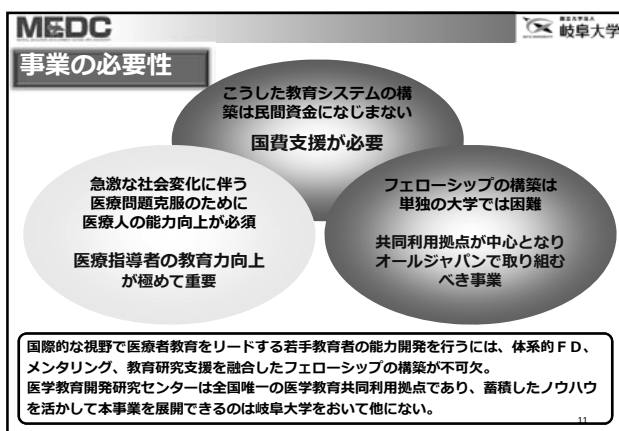 MEDC
岐阜大学
事業の必要性
こうした教育システムの構
築は民間資金になじまない
国費支援が必要
急激な社会変化に伴う
医療問題克服のために
医療人の能力向上が必須
医療指導者の教育力向上
が極めて重要
フェローシップの構築は
単独の大学では困難
共同利用拠点が中心となり
オールジャパンで取り組む
べき事業
国際的な視野で医療者教育をリードする若手教育者の能力開発を行うには、体系的ＦＤ、
メンタリング、教育研究支援を融合したフェローシップの構築が不可欠。
医学教育開発研究センターは全国唯一の医学教育共同利用拠点であり、蓄積したノウハウ
を活かして本事業を展開できるのは岐阜大学をおいて他にない。
11